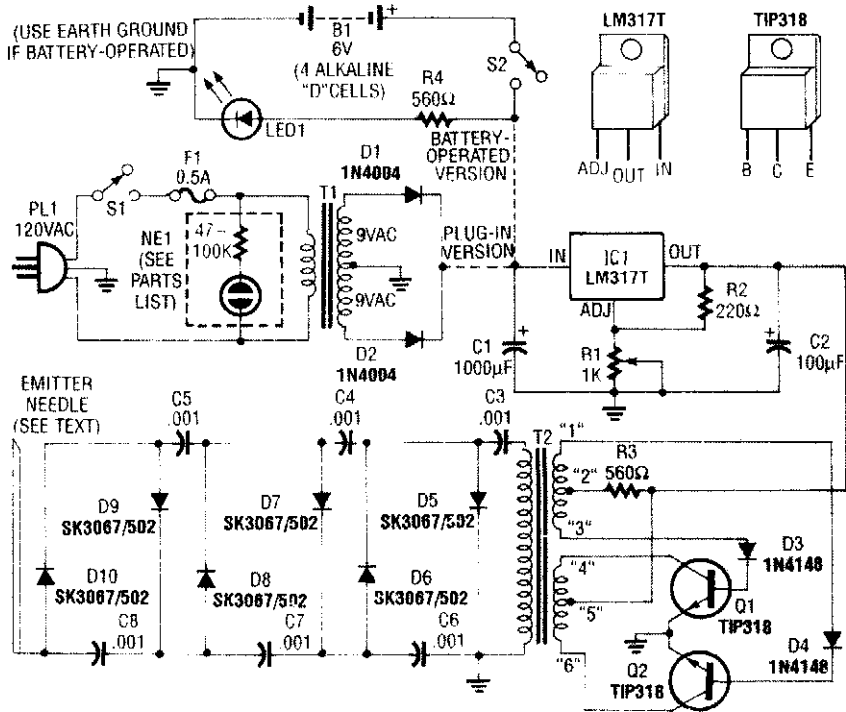 (USE EARTH GROUND
IF BATTERY-OPERATED)
B1
6V
(4 ALKALINE
"D"CELLS)
+
S2
R4
560Ω
LED1
BATTERY-
OPERATED
VERSION
LM317T
ADJ
OUT
IN
TIP318
B
C
E
PL1
120VAC
S1
F1
0.5A
NE1
(SEE
PARTS
LIST)
47-
100K
T1
D1
1N4004
9VAC
9VAC
D2
1N4004
PLUG-IN
VERSION
IN
IC1
LM317T
OUT
ADJ
R2
220Ω
+
C1
1000µF
R1
1K
+
C2
100µF
EMITTER
NEEDLE
(SEE TEXT)
C5
.001
C4
.001
C3
.001
T2
"1"
"2"
"3"
"4"
"5"
"6"
R3
560Ω
D9
SK3067/502
D7
SK3067/502
D5
SK3067/502
D10
SK3067/502
D8
SK3067/502
D6
SK3067/502
C8
.001
C7
.001
C6
.001
D3
1N4148
Q1
TIP318
D4
1N4148
Q2
TIP318